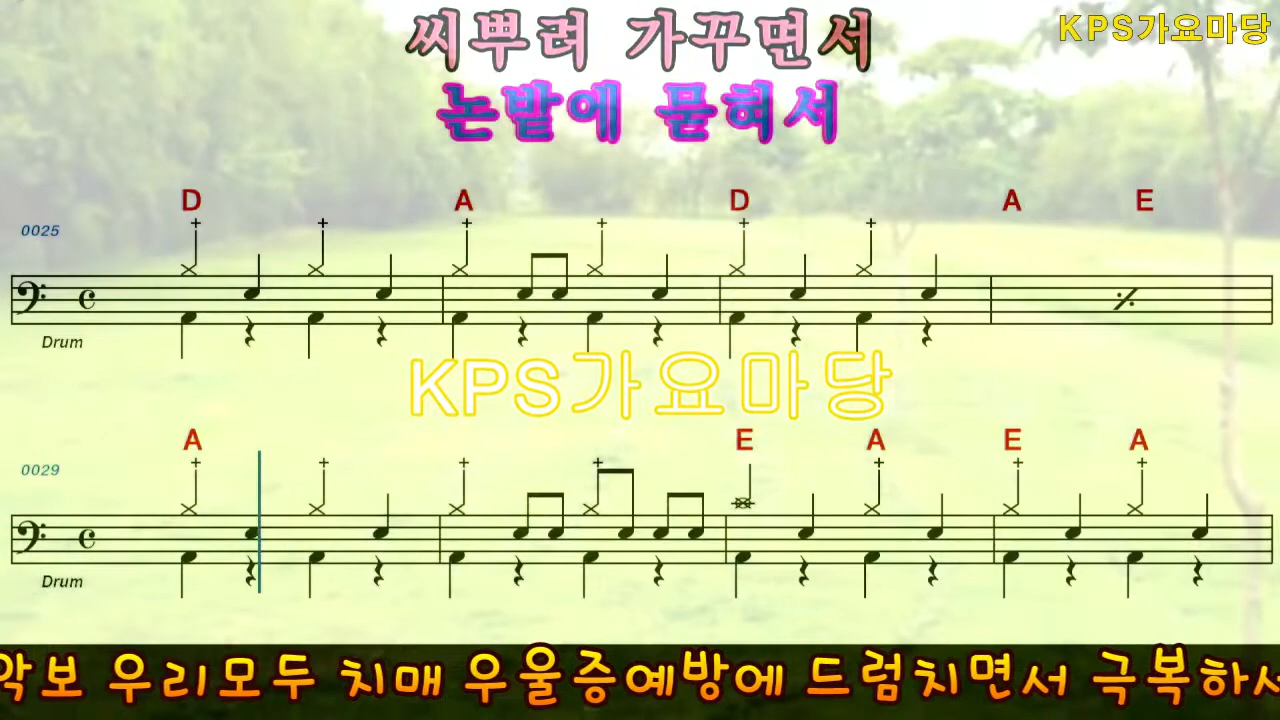 씨뿌려 가꾸면서
KPS가요마당
논밭에 묻혀서
D A D A E
0025
Drum
KPS가요마당
A E A E A
0029
Drum
악보 우리모두 치매 우울증예방에 드럼치면서 극복하서